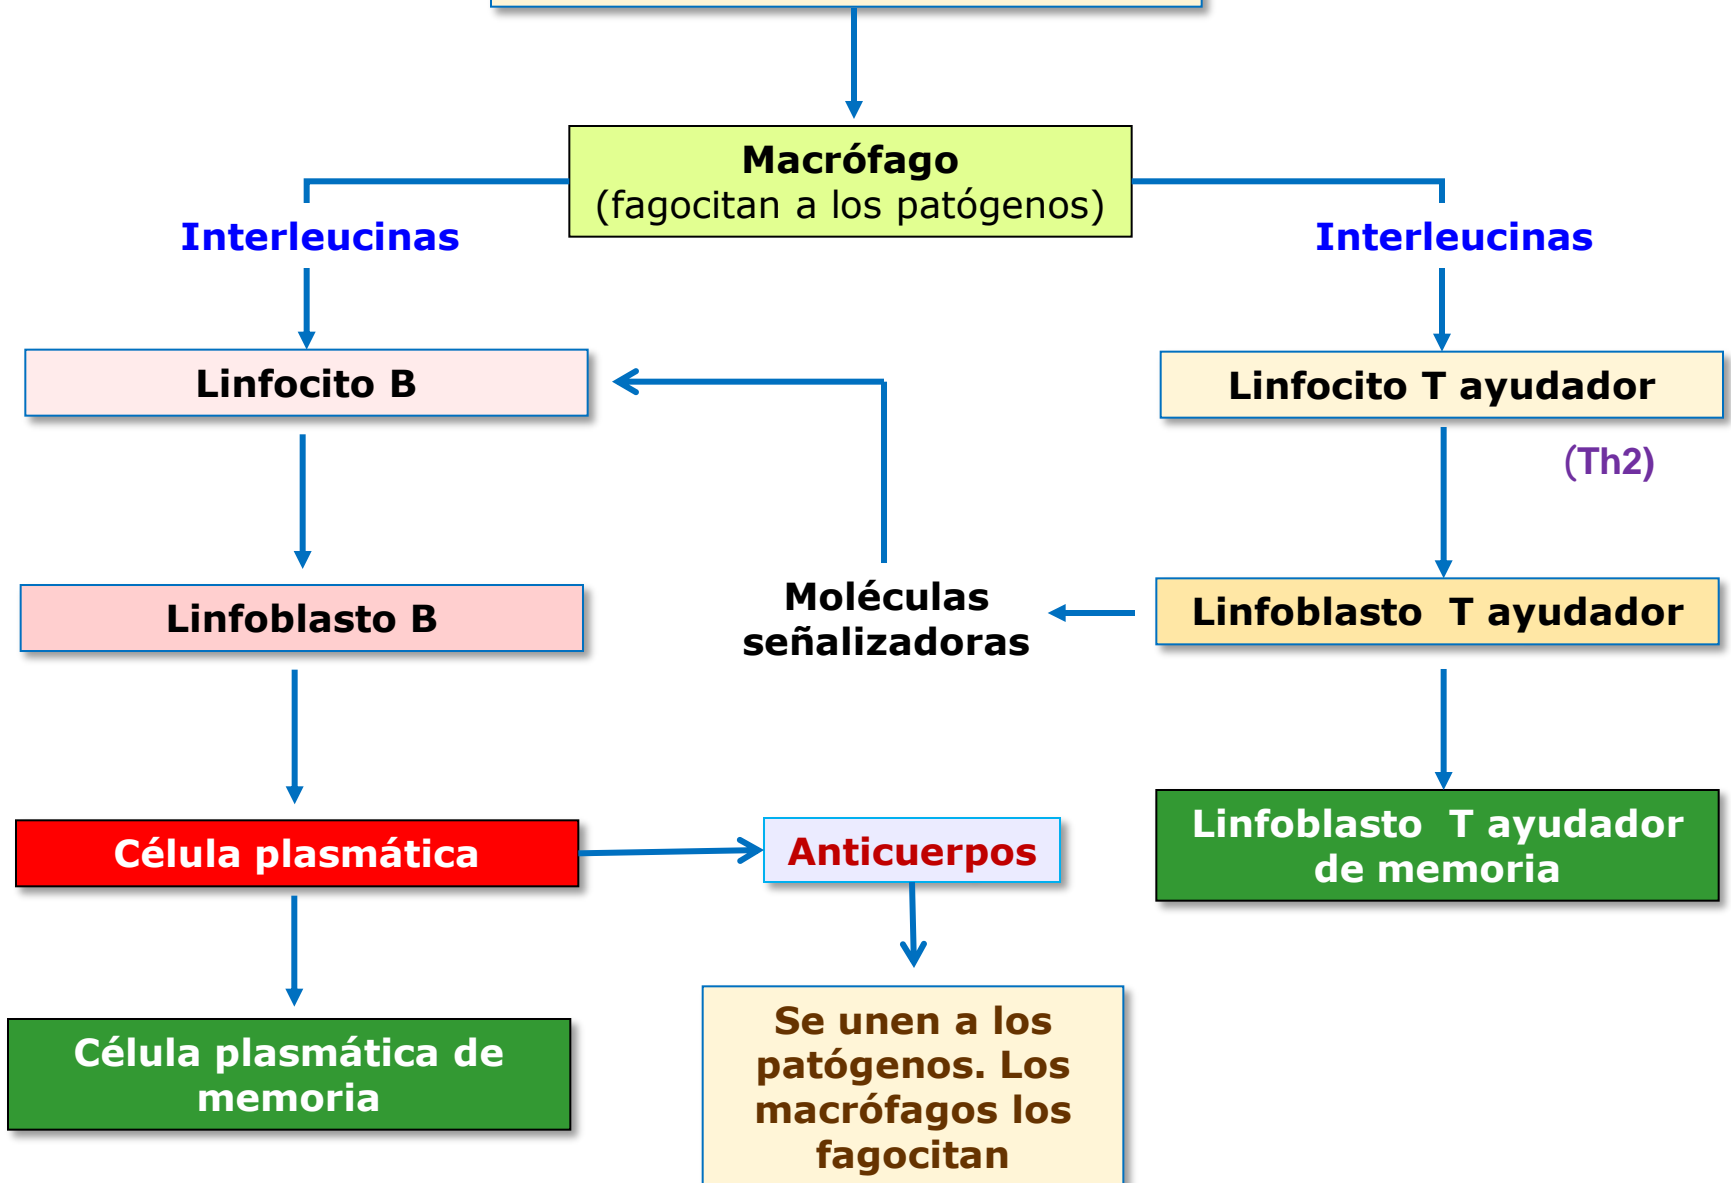 Macrófago
(fagocitan a los patógenos)
Interleucinas
Interleucinas
Linfocito B
Linfocito T ayudador
(Th2)
Linfoblasto B
Moléculas
señalizadoras
Linfoblasto T ayudador
Célula plasmática
Anticuerpos
Linfoblasto T ayudador
de memoria
Célula plasmática de
memoria
Se unen a los
patógenos. Los
macrófagos los
fagocitan